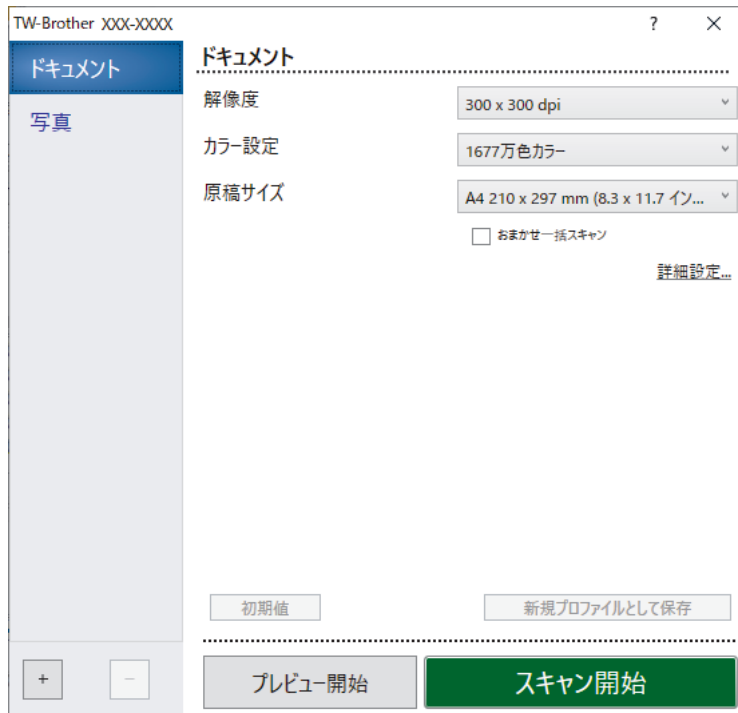 TW-Brother XXX-XXXX ?
ドキュメント
写真
ドキュメント
解像度 300 x 300 dpi
カラー設定 1677万色カラー
原稿サイズ A4 210 x 297 mm (8.3 x 11.7 イン...
おまかせ一括スキャン
詳細設定...
初期値 新規プロファイルとして保存
+ − プレビュー開始 スキャン開始